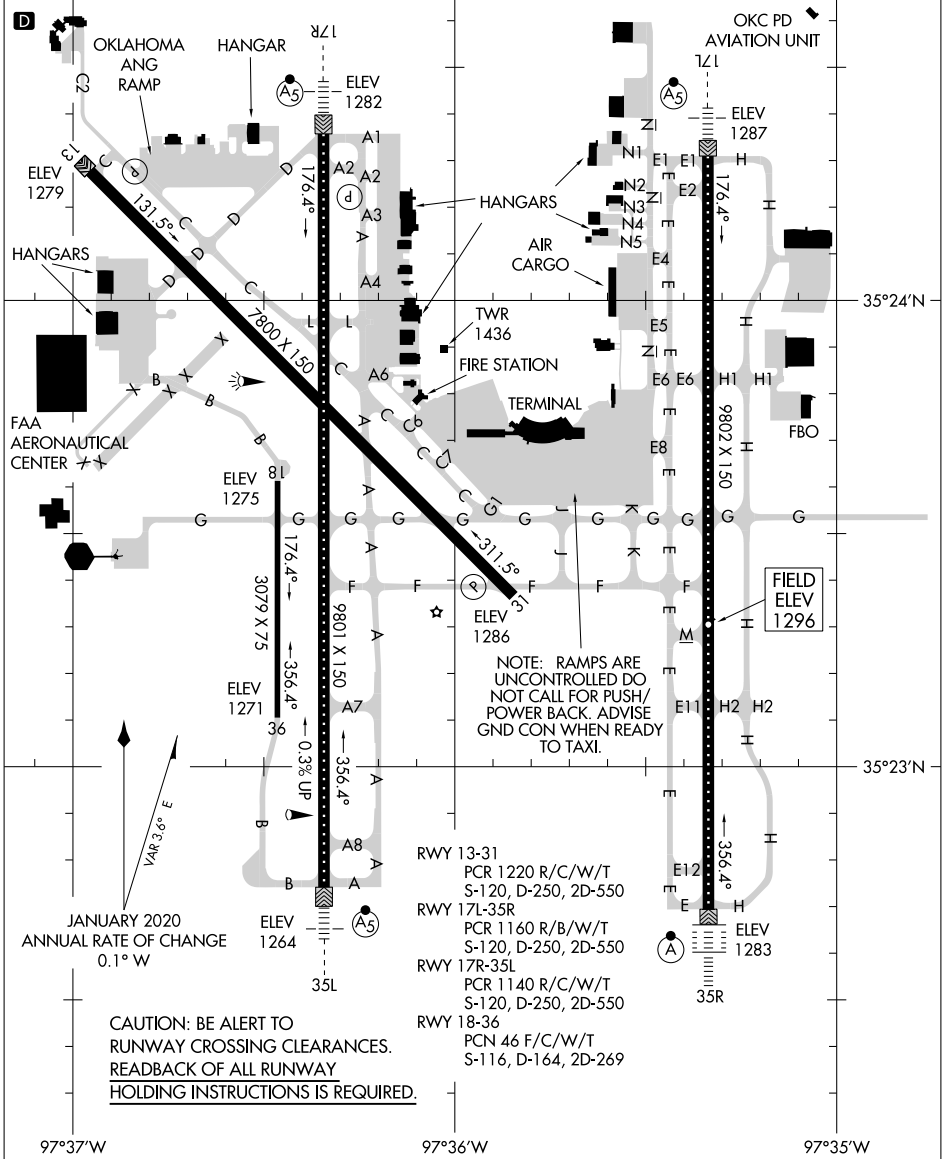 D
17R
OKC PD
AVIATION UNIT
17L
OKLAHOMA
ANG
RAMP
HANGAR
C2
A5
ELEV
1282
A5
ELEV
1287
13
ELEV
1279
C
P
D
A1
A2
A2
P
A3
A
A4
176.4°
131.5°
C
D
D
D
C
HANGARS
N
N1
N2
N3
N4
N5
N
E1
E1
H
E
E2
E
E4
E
176.4°
H
HANGARS
AIR
CARGO
35°24'N
7800 X 150
L
L
C
TWR
1436
FIRE STATION
A6
E5
N
E
E6
E6
H1
H1
H
X
X
X
X
B
B
B
FAA
AERONAUTICAL
CENTER
X
X
TERMINAL
C
C6
C
C7
C
G1
A
E
E8
E
9802 X 150
H
FBO
18
ELEV
1275
G
G
G
G
G
G
G
G
G
G
G
G
A
A
J
J
K
K
K
E
176.4°
3079 X 75
356.4°
ELEV
1271
36
9801 X 150
F
F
F
F
F
P
311.5°
31
ELEV
1286
E
M
E
FIELD
ELEV
1296
H
A
A7
0.3% UP
356.4°
NOTE: RAMPS ARE
UNCONTROLLED DO
NOT CALL FOR PUSH/
POWER BACK. ADVISE
GND CON WHEN READY
TO TAXI.
E11
H2
H2
H
35°23'N
VAR 3.6° E
B
A
A8
A
B
A
E
E12
E
E
H
H
356.4°
JANUARY 2020
ANNUAL RATE OF CHANGE
0.1° W
ELEV
1264
A5
35L
ELEV
1283
A
35R
RWY 13-31
PCR 1220 R/C/W/T
S-120, D-250, 2D-550
RWY 17L-35R
PCR 1160 R/B/W/T
S-120, D-250, 2D-550
RWY 17R-35L
PCR 1140 R/C/W/T
S-120, D-250, 2D-550
RWY 18-36
PCN 46 F/C/W/T
S-116, D-164, 2D-269
CAUTION: BE ALERT TO
RUNWAY CROSSING CLEARANCES.
READBACK OF ALL RUNWAY
HOLDING INSTRUCTIONS IS REQUIRED.
97°37'W
97°36'W
97°35'W